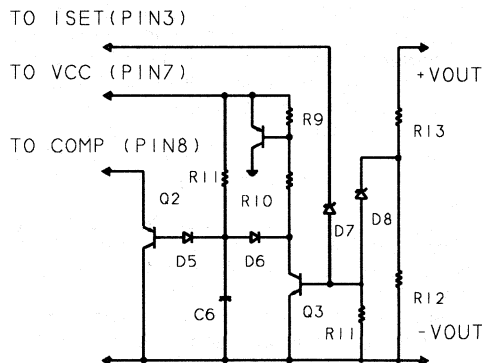 TO ISET(PIN3)
TO VCC (PIN7)
+VOUT
R9
R13
TO COMP (PIN8)
R11
R10
Q2
D7
D8
D5
D6
R12
C6
Q3
R11
-VOUT